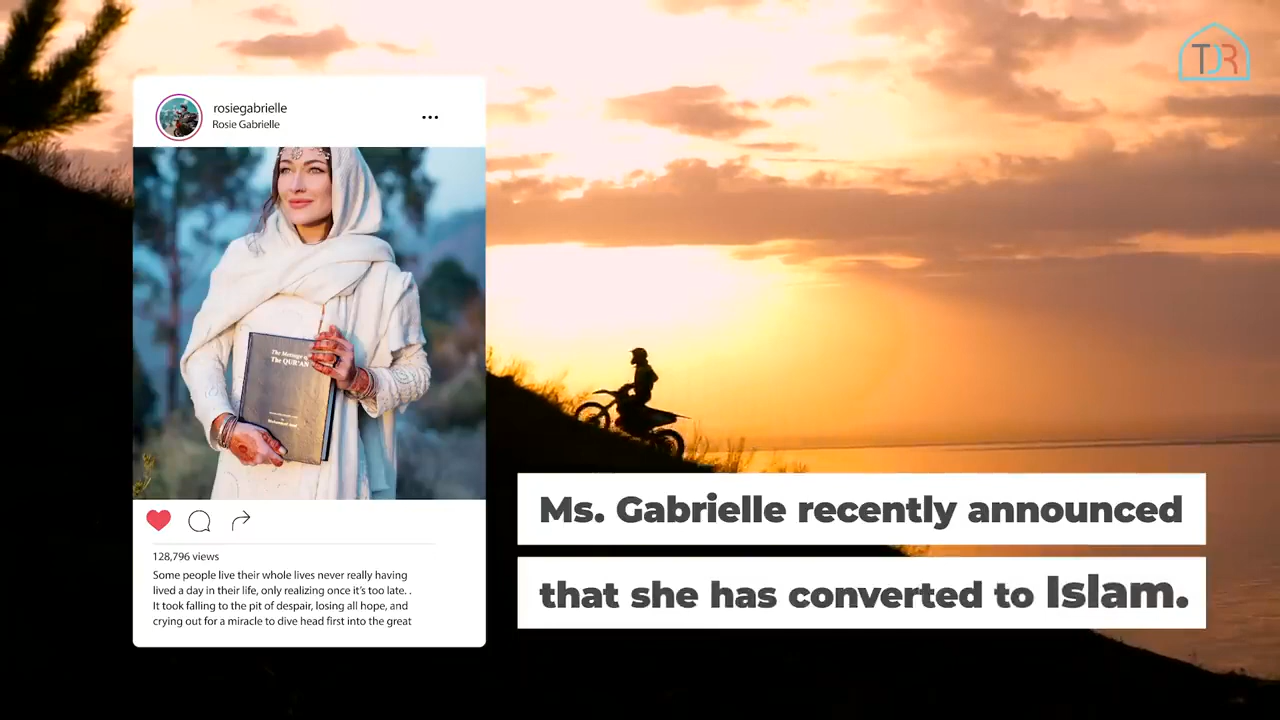 TDR
rosiegabrielle
Rosie Gabrielle
The Message of
The QUR'AN
128,796 views
Some people live their whole lives never really having
lived a day in their life, only realizing once it's too late. .
It took falling to the pit of despair, losing all hope, and
crying out for a miracle to dive head first into the great
Ms. Gabrielle recently announced
that she has converted to Islam.